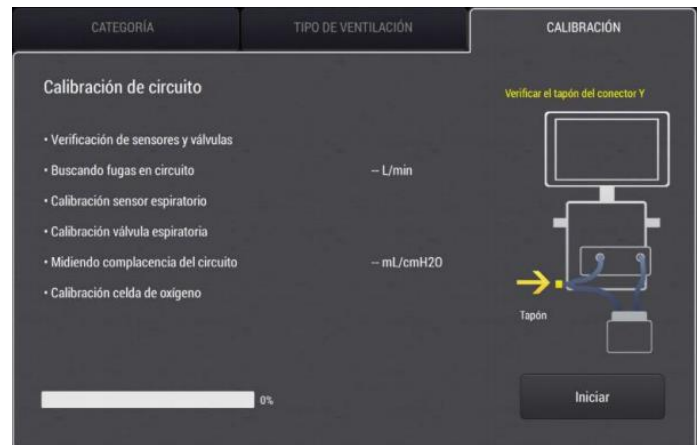 CATEGORÍA
TIPO DE VENTILACIÓN
CALIBRACIÓN
Calibración de circuito
Verificar el tapón del conector Y
• Verificación de sensores y válvulas
• Buscando fugas en circuito -- L/min
• Calibración sensor espiratorio
• Calibración válvula espiratoria
• Midiendo complacencia del circuito -- mL/cmH2O
• Calibración celda de oxígeno
Tapón
0%
Iniciar